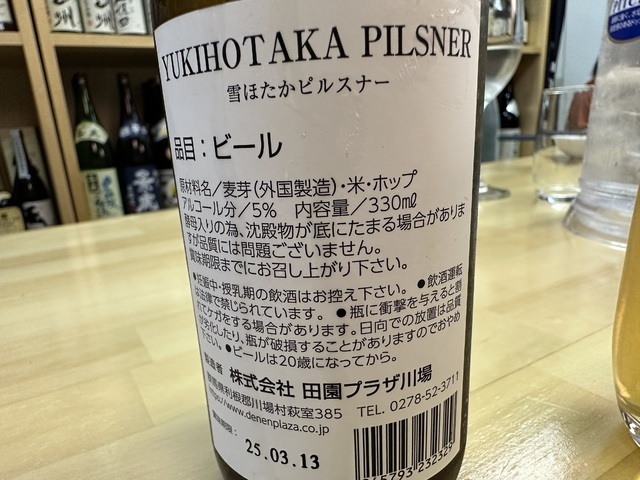 YUKIHOTAKA PILSNER
雪ほたかピルスナー
品目：ビール
原材料名／麦芽(外国製造)・米・ホップ
アルコール分／5%　内容量／330㎖
酵母入りの為、沈殿物が底にたまる場合がありま
すが品質には問題ございません。
賞味期限までにお召し上がり下さい。
●妊娠中・授乳期の飲酒はお控え下さい。●飲酒運転
は法律で禁じられています。●瓶に衝撃を与えると割
れてケガをする場合があります。日向での放置は品質
が劣化したり、瓶が破損することがありますのでおやめ
下さい。●ビールは20歳になってから。
製造者 株式会社 田園プラザ川場
群馬県利根郡川場村萩室385 TEL. 0278-52-3711
https://www.denenplaza.co.jp
賞味期限：
25.03.13